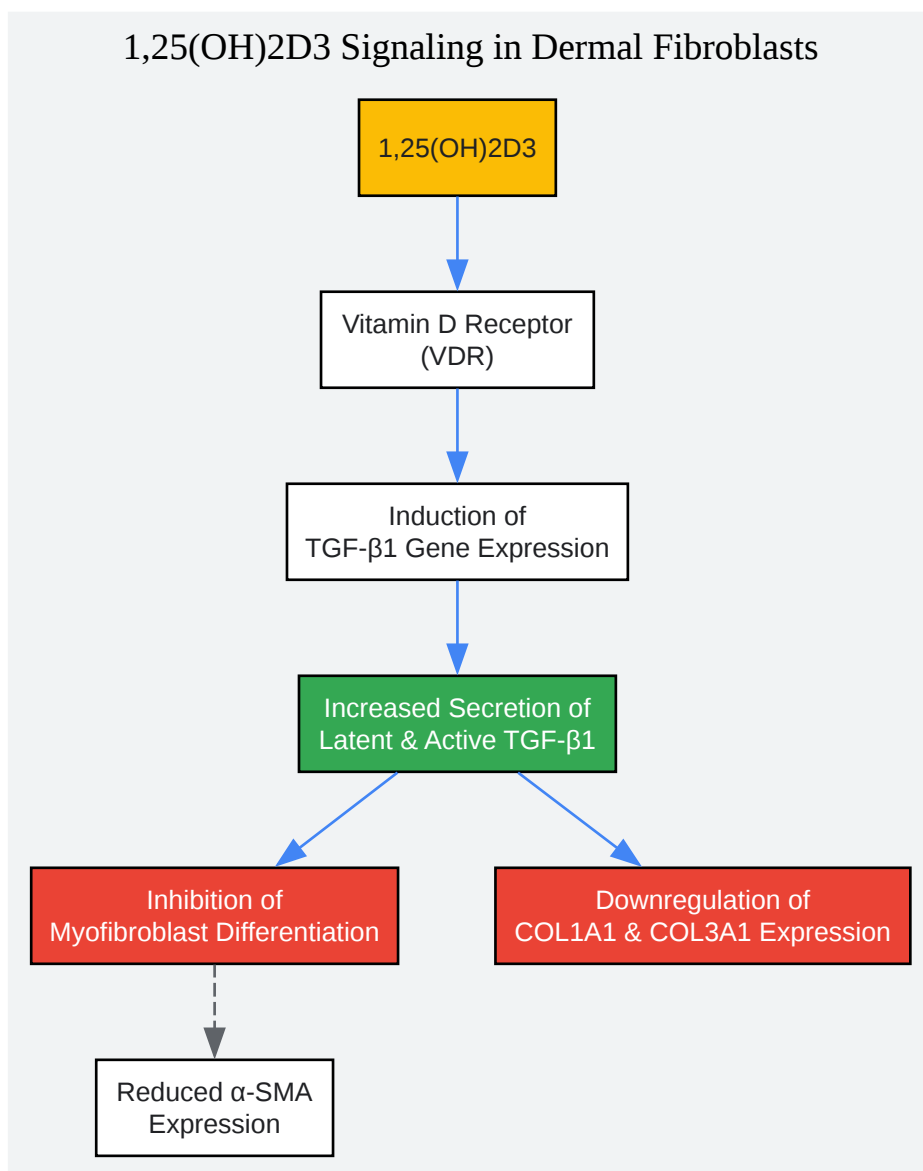 1,25(OH)2D3 Signaling in Dermal Fibroblasts
1,25(OH)2D3
Vitamin D Receptor
(VDR)
Induction of
TGF-β1 Gene Expression
Increased Secretion of
Latent & Active TGF-β1
Inhibition of
Myofibroblast Differentiation
Downregulation of
COL1A1 & COL3A1 Expression
Reduced α-SMA
Expression